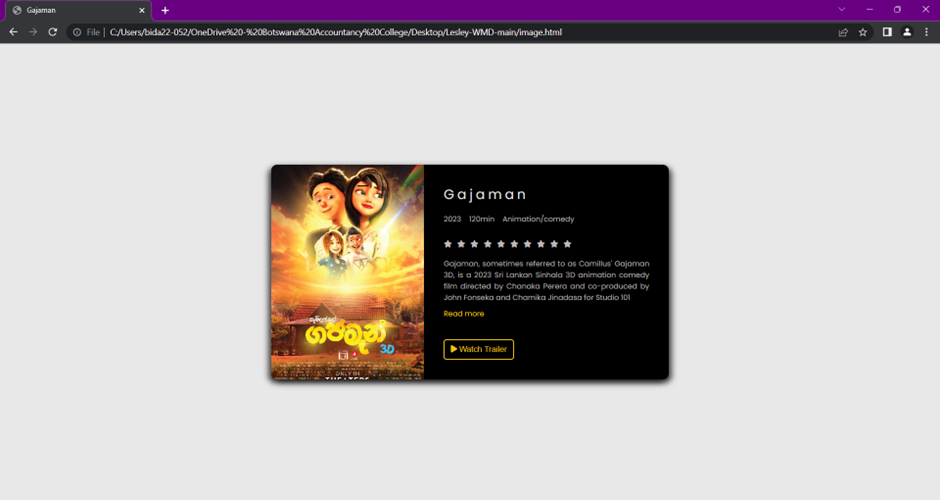 Gajaman
File
C:/Users/bida22-052/OneDrive%20-%20Botswana%20Accountancy%20College/Desktop/Lesley-WMD-main/image.html
Gajaman
2023 120min Animation/comedy
Gajaman, sometimes referred to as Camillus' Gajaman
3D, is a 2023 Sri Lankan Sinhala 3D animation comedy
film directed by Chanaka Perera and co-produced by
John Fonseka and Chamika Jinadasa for Studio 101
Read more
Watch Trailer
ගජමෑන්
3D
ONLY IN
THEATERS